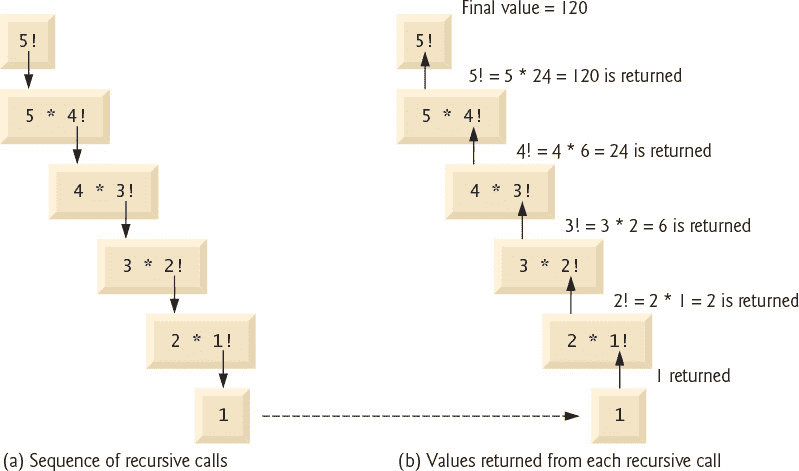 5!
5 * 4!
4 * 3!
3 * 2!
2 * 1!
1
(a) Sequence of recursive calls
Final value = 120
5!
5! = 5 * 24 = 120 is returned
5 * 4!
4! = 4 * 6 = 24 is returned
4 * 3!
3! = 3 * 2 = 6 is returned
3 * 2!
2! = 2 * 1 = 2 is returned
2 * 1!
1 returned
1
(b) Values returned from each recursive call